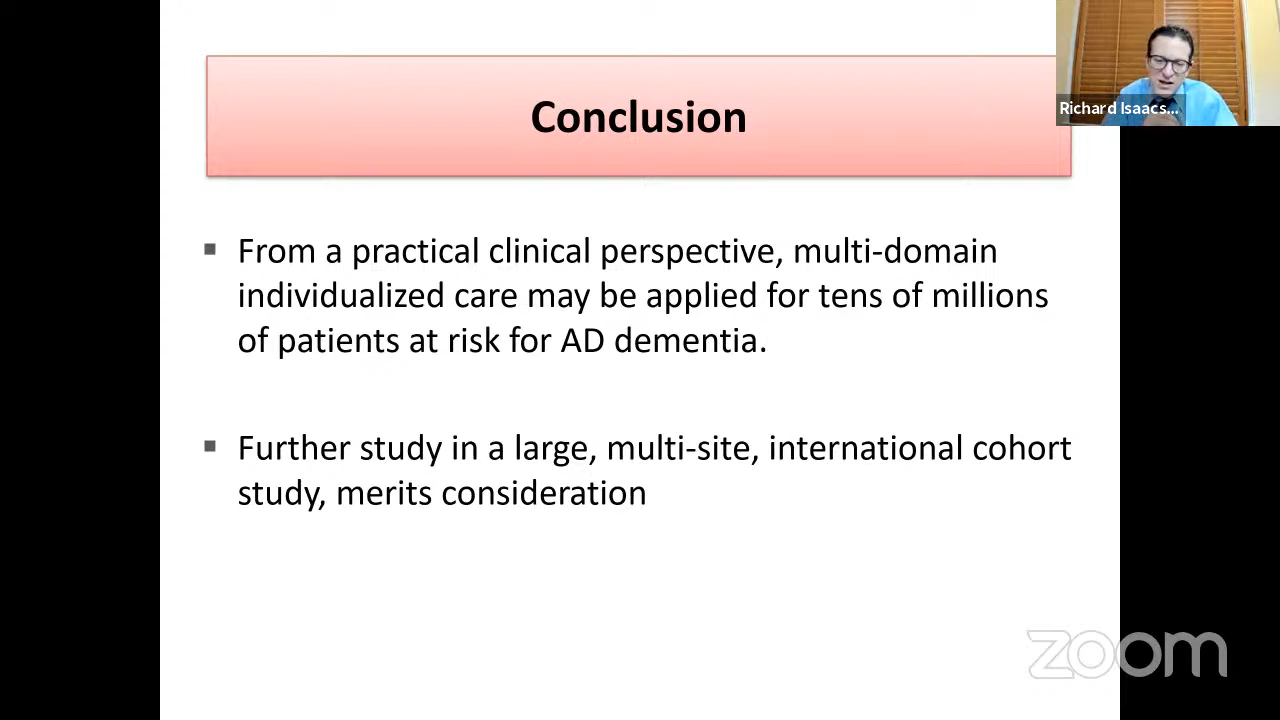 Conclusion
Richard Isaacs...
From a practical clinical perspective, multi-domain
individualized care may be applied for tens of millions
of patients at risk for AD dementia.
Further study in a large, multi-site, international cohort
study, merits consideration
zoom